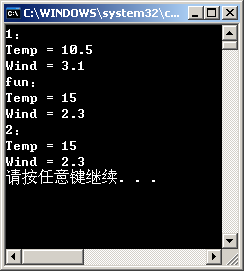 C:\WINDOWS\system32\c...
1:
Temp = 10.5
Wind = 3.1
fun:
Temp = 15
Wind = 2.3
2:
Temp = 15
Wind = 2.3
请按任意键继续. . .